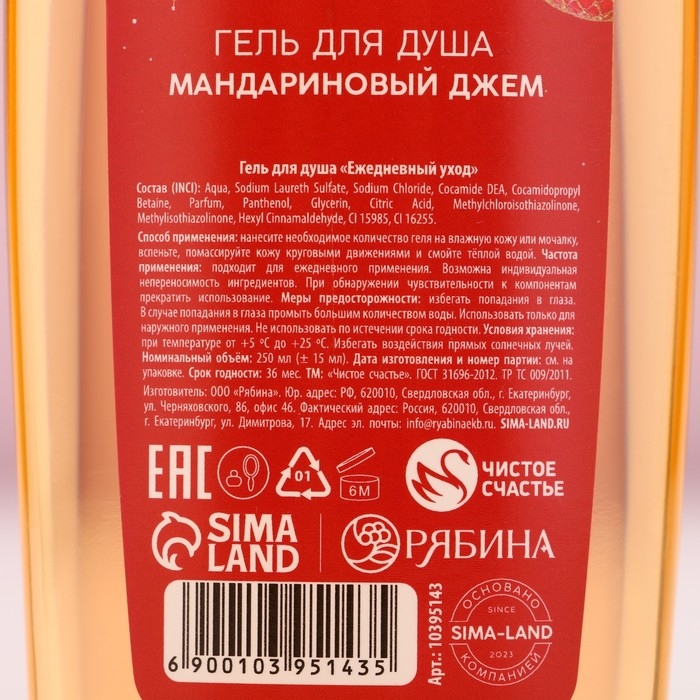 ГЕЛЬ ДЛЯ ДУША
МАНДАРИНОВЫЙ ДЖЕМ
Гель для душа «Ежедневный уход»
Состав (INCI): Aqua, Sodium Laureth Sulfate, Sodium Chloride, Cocamide DEA, Cocamidopropyl
Betaine, Parfum, Panthenol, Glycerin, Citric Acid, Methylchloroisothiazolinone,
Methylisothiazolinone, Hexyl Cinnamaldehyde, CI 15985, CI 16255.
Способ применения: нанесите необходимое количество геля на влажную кожу или мочалку,
вспеньте, помассируйте кожу круговыми движениями и смойте тёплой водой. Частота
применения: подходит для ежедневного применения. Возможна индивидуальная
непереносимость ингредиентов. При обнаружении чувствительности к компонентам
прекратить использование. Меры предосторожности: избегать попадания в глаза.
В случае попадания в глаза промыть большим количеством воды. Использовать только для
наружного применения. Не использовать по истечении срока годности. Условия хранения:
при температуре от +5 ºС до +25 ºС. Избегать воздействия прямых солнечных лучей.
Номинальный объём: 250 мл (± 15 мл). Дата изготовления и номер партии: см. на
упаковке. Срок годности: 36 мес. ТМ: «Чистое счастье». ГОСТ 31696-2012. ТР ТС 009/2011.
Изготовитель: ООО «Рябина». Юр. адрес: РФ, 620010, Свердловская обл., г. Екатеринбург,
ул. Черняховского, 86, офис 46. Фактический адрес: Россия, 620010, Свердловская обл.,
г. Екатеринбург, ул. Димитрова, 17. Адрес эл. почты: info@ryabinaekb.ru. SIMA-LAND.RU
EAC
01
6M
ЧИСТОЕ
СЧАСТЬЕ
SIMA
LAND
РЯБИНА
6 900103 951435
Арт.: 10395143
ОСНОВАНО
SINCE
SIMA-LAND
2023
КОМПАНИЕЙ